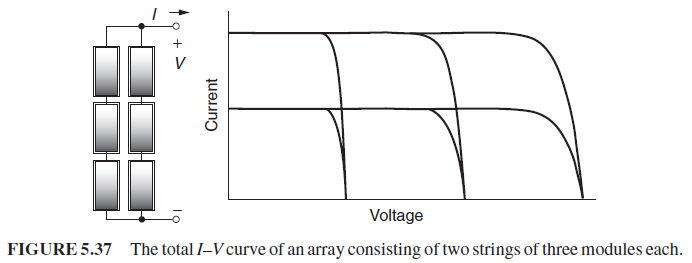 I
+
V
–
Current
Voltage
FIGURE 5.37 The total I–V curve of an array consisting of two strings of three modules each.